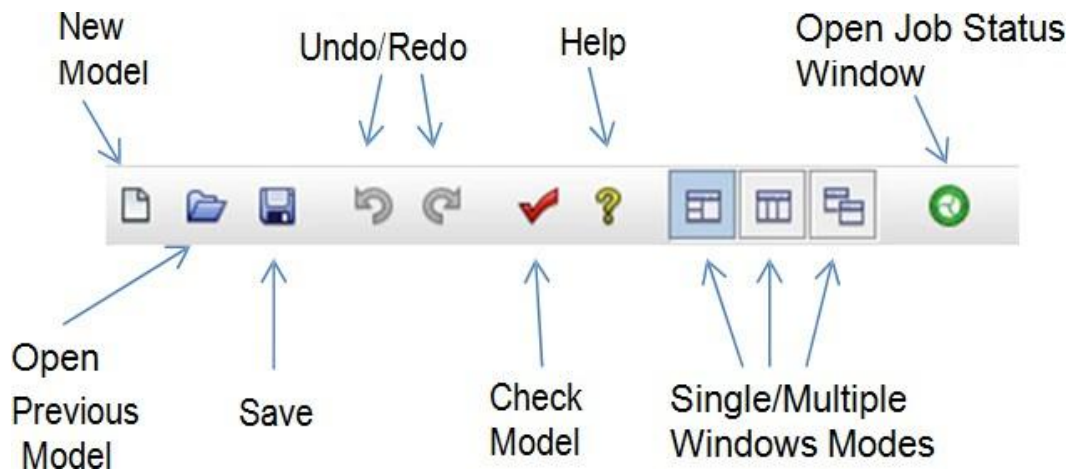 New
Model
Undo/Redo
Help
Open Job Status
Window
Open
Previous
Model
Save
Check
Model
Single/Multiple
Windows Modes